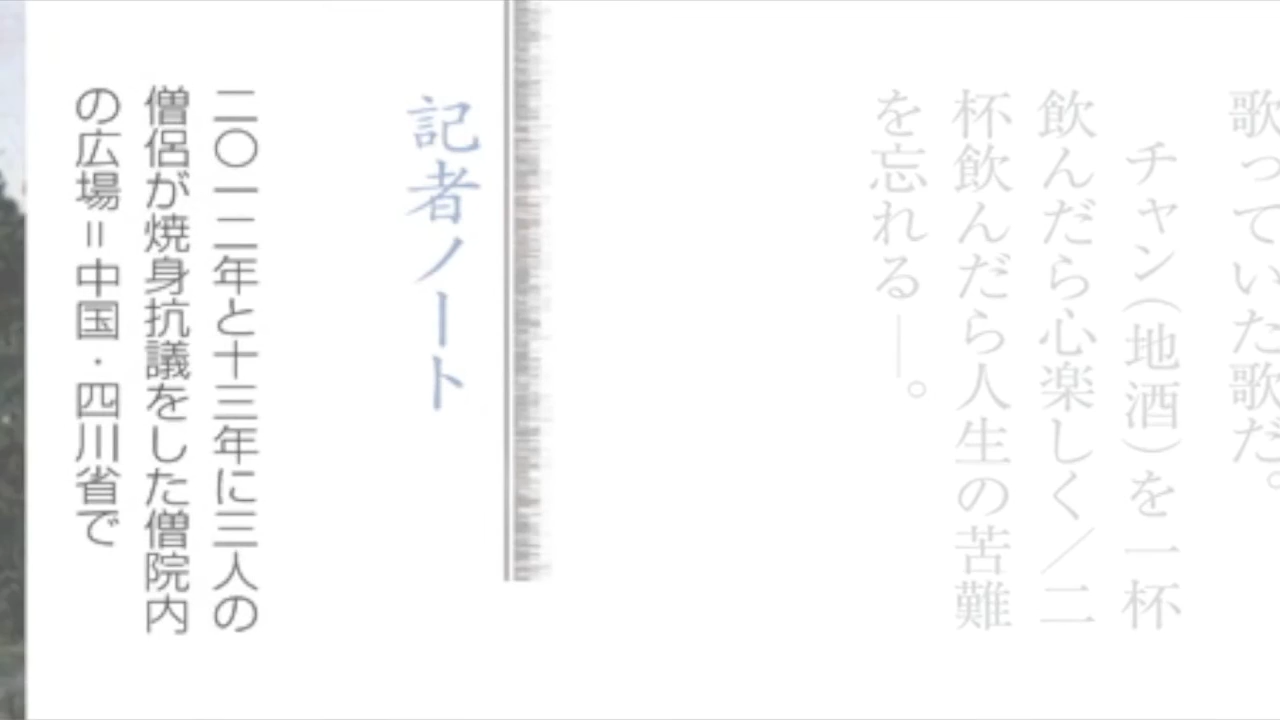 歌っていた歌だ。
チャン(地酒)を一杯
飲んだら心楽しく/二
杯飲んだら人生の苦難
を忘れる―。
記者ノート
二〇一二年と十三年に三人の
僧侶が焼身抗議をした僧院内
の広場=中国・四川省で